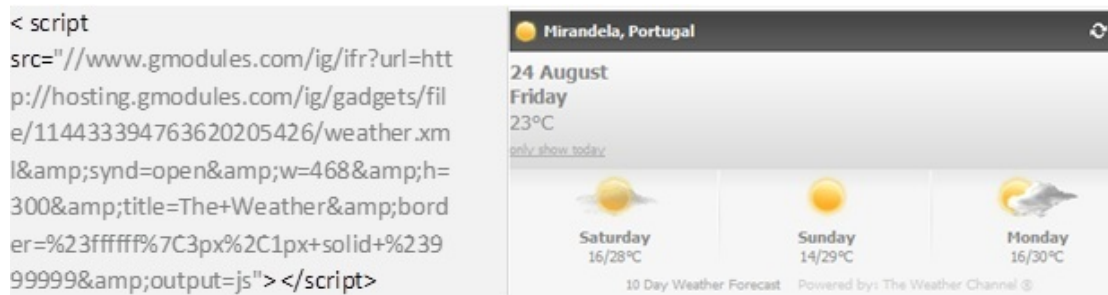 < script
src="//www.gmodules.com/ig/ifr?url=htt
p://hosting.gmodules.com/ig/gadgets/fil
e/114433394763620205426/weather.xm
l&amp;synd=open&amp;w=468&amp;h=
300&amp;title=The+Weather&amp;bord
er=%23ffffff%7C3px%2C1px+solid+%239
99999&amp;output=js"></script>
Mirandela, Portugal
24 August
Friday
23°C
only show today
Saturday
16/28°C
Sunday
14/29°C
Monday
16/30°C
10 Day Weather Forecast Powered by: The Weather Channel ®